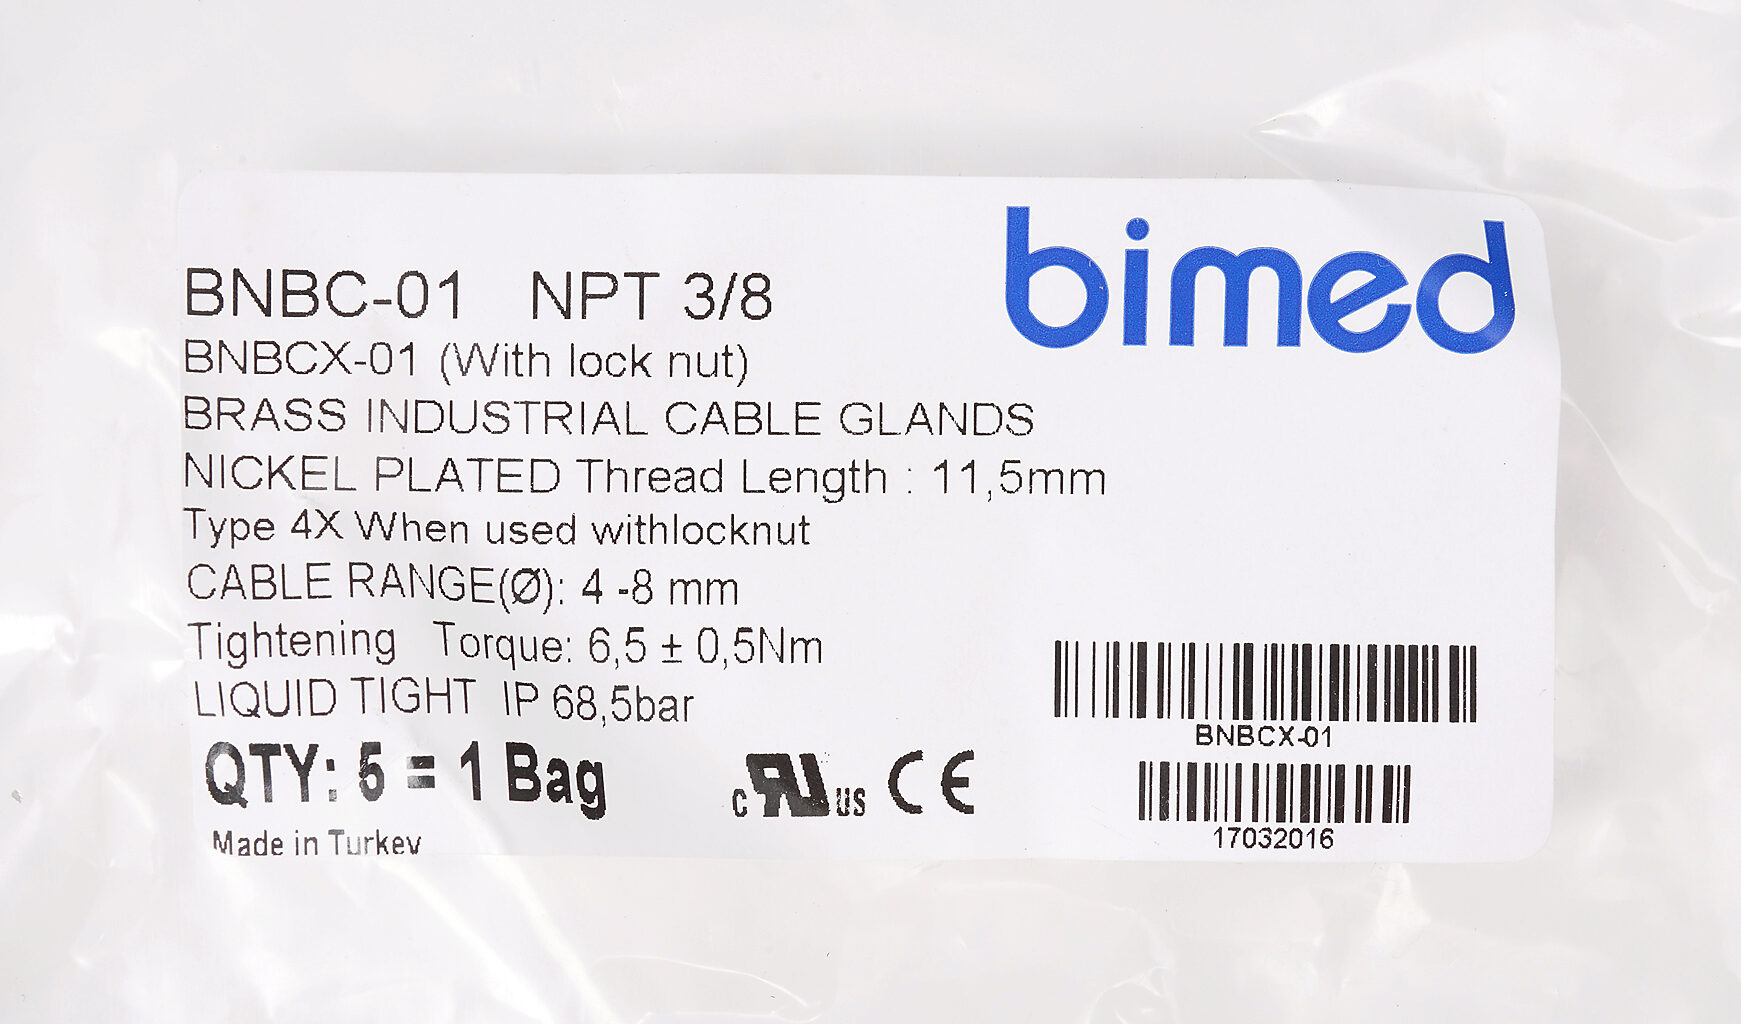 bimed
BNBC-01 NPT 3/8
BNBCX-01 (With lock nut)
BRASS INDUSTRIAL CABLE GLANDS
NICKEL PLATED Thread Length : 11,5mm
Type 4X When used withlocknut
CABLE RANGE(Ø): 4 -8 mm
Tightening Torque: 6,5 ± 0,5Nm
LIQUID TIGHT IP 68,5bar
QTY: 5 = 1 Bag
c RU US CE
Made in Turkey
BNBCX-01
17032016